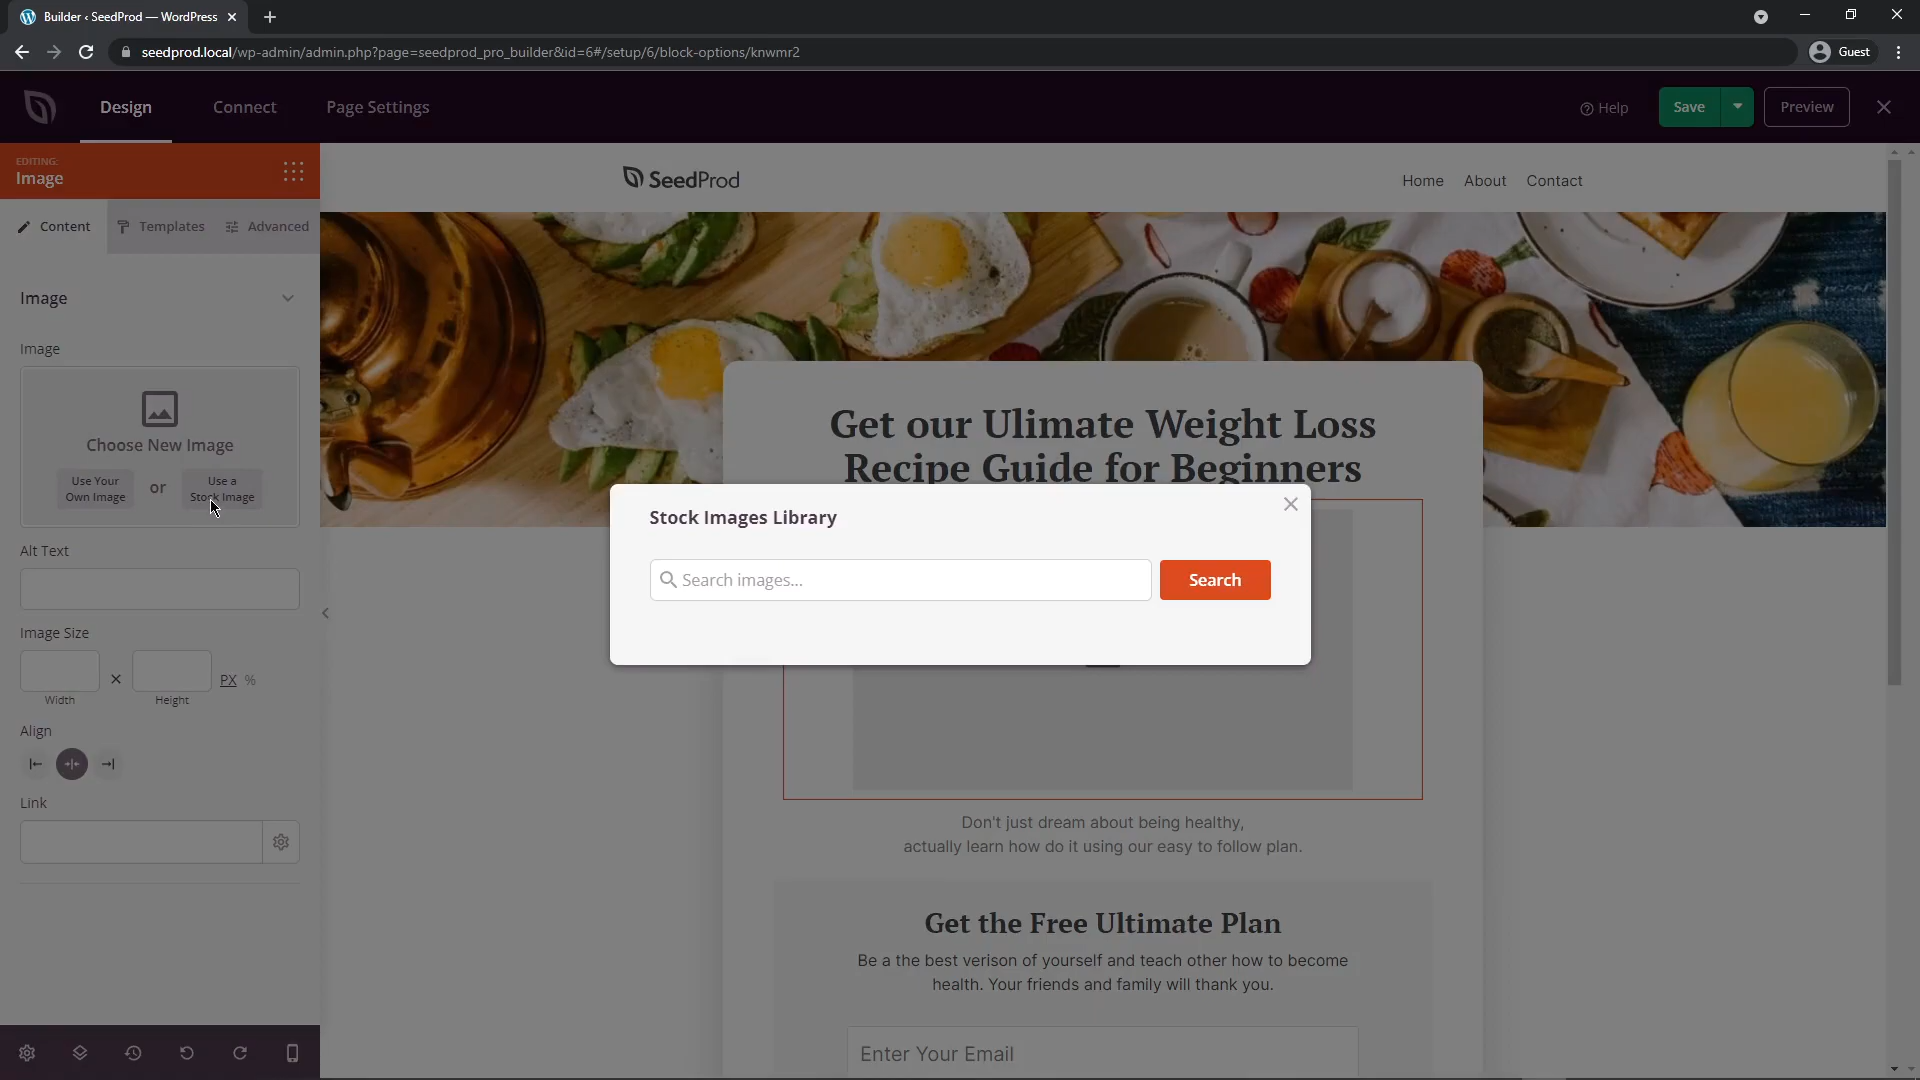 Builder ‹ SeedProd — WordPress
seedprod.local/wp-admin/admin.php?page=seedprod_pro_builder&id=6#/setup/6/block-options/knwmr2
Guest
Design
Connect
Page Settings
Help
Save
Preview
EDITING:
Image
SeedProd
Home
About
Contact
Content
Templates
Advanced
Image
Image
Choose New Image
Use Your
Own Image
or
Use a
Stock Image
Alt Text
Image Size
PX
%
Width
Height
Align
Link
Get our Ulimate Weight Loss
Recipe Guide for Beginners
Stock Images Library
Search images...
Search
Don't just dream about being healthy,
actually learn how do it using our easy to follow plan.
Get the Free Ultimate Plan
Be a the best verison of yourself and teach other how to become
health. Your friends and family will thank you.
Enter Your Email